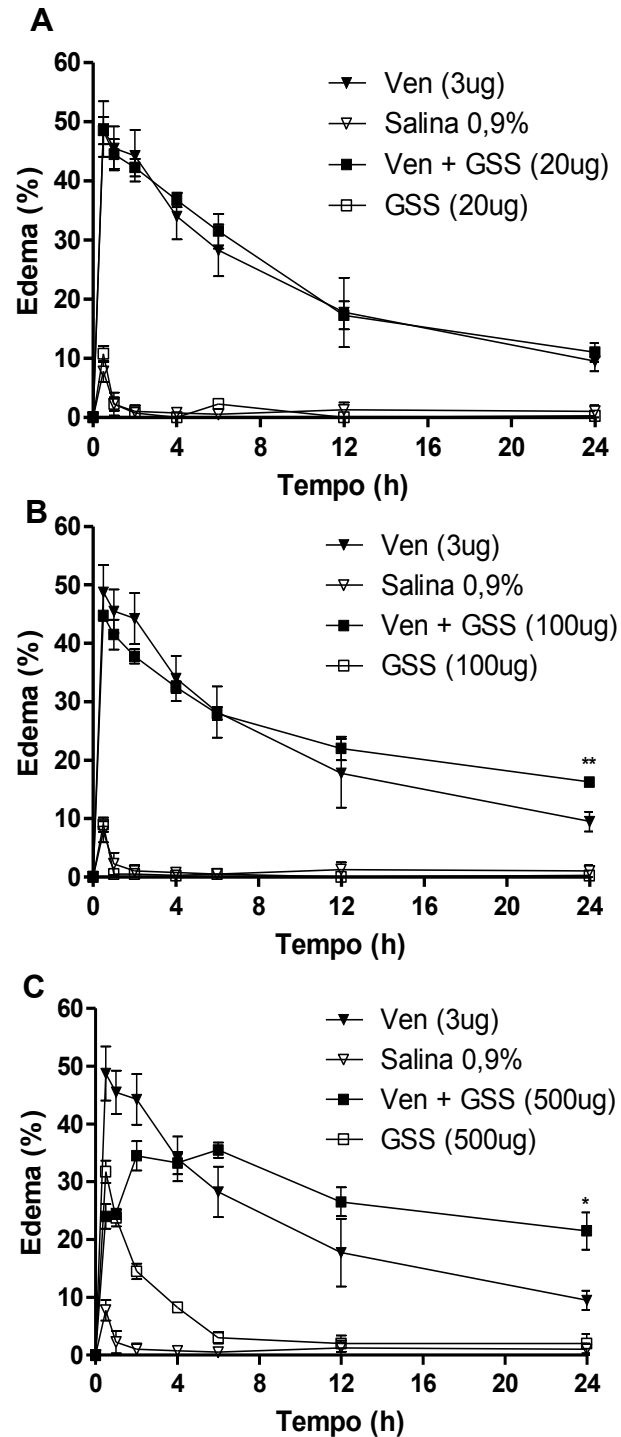 A
60
50
40
30
20
10
0
Edema (%)
Ven (3ug)
Salina 0,9%
Ven + GSS (20ug)
GSS (20ug)
0 4 8 12 16 20 24
Tempo (h)
B
60
50
40
30
20
10
0
Edema (%)
Ven (3ug)
Salina 0,9%
Ven + GSS (100ug)
GSS (100ug)
**
0 4 8 12 16 20 24
Tempo (h)
C
60
50
40
30
20
10
0
Edema (%)
Ven (3ug)
Salina 0,9%
Ven + GSS (500ug)
GSS (500ug)
*
0 4 8 12 16 20 24
Tempo (h)